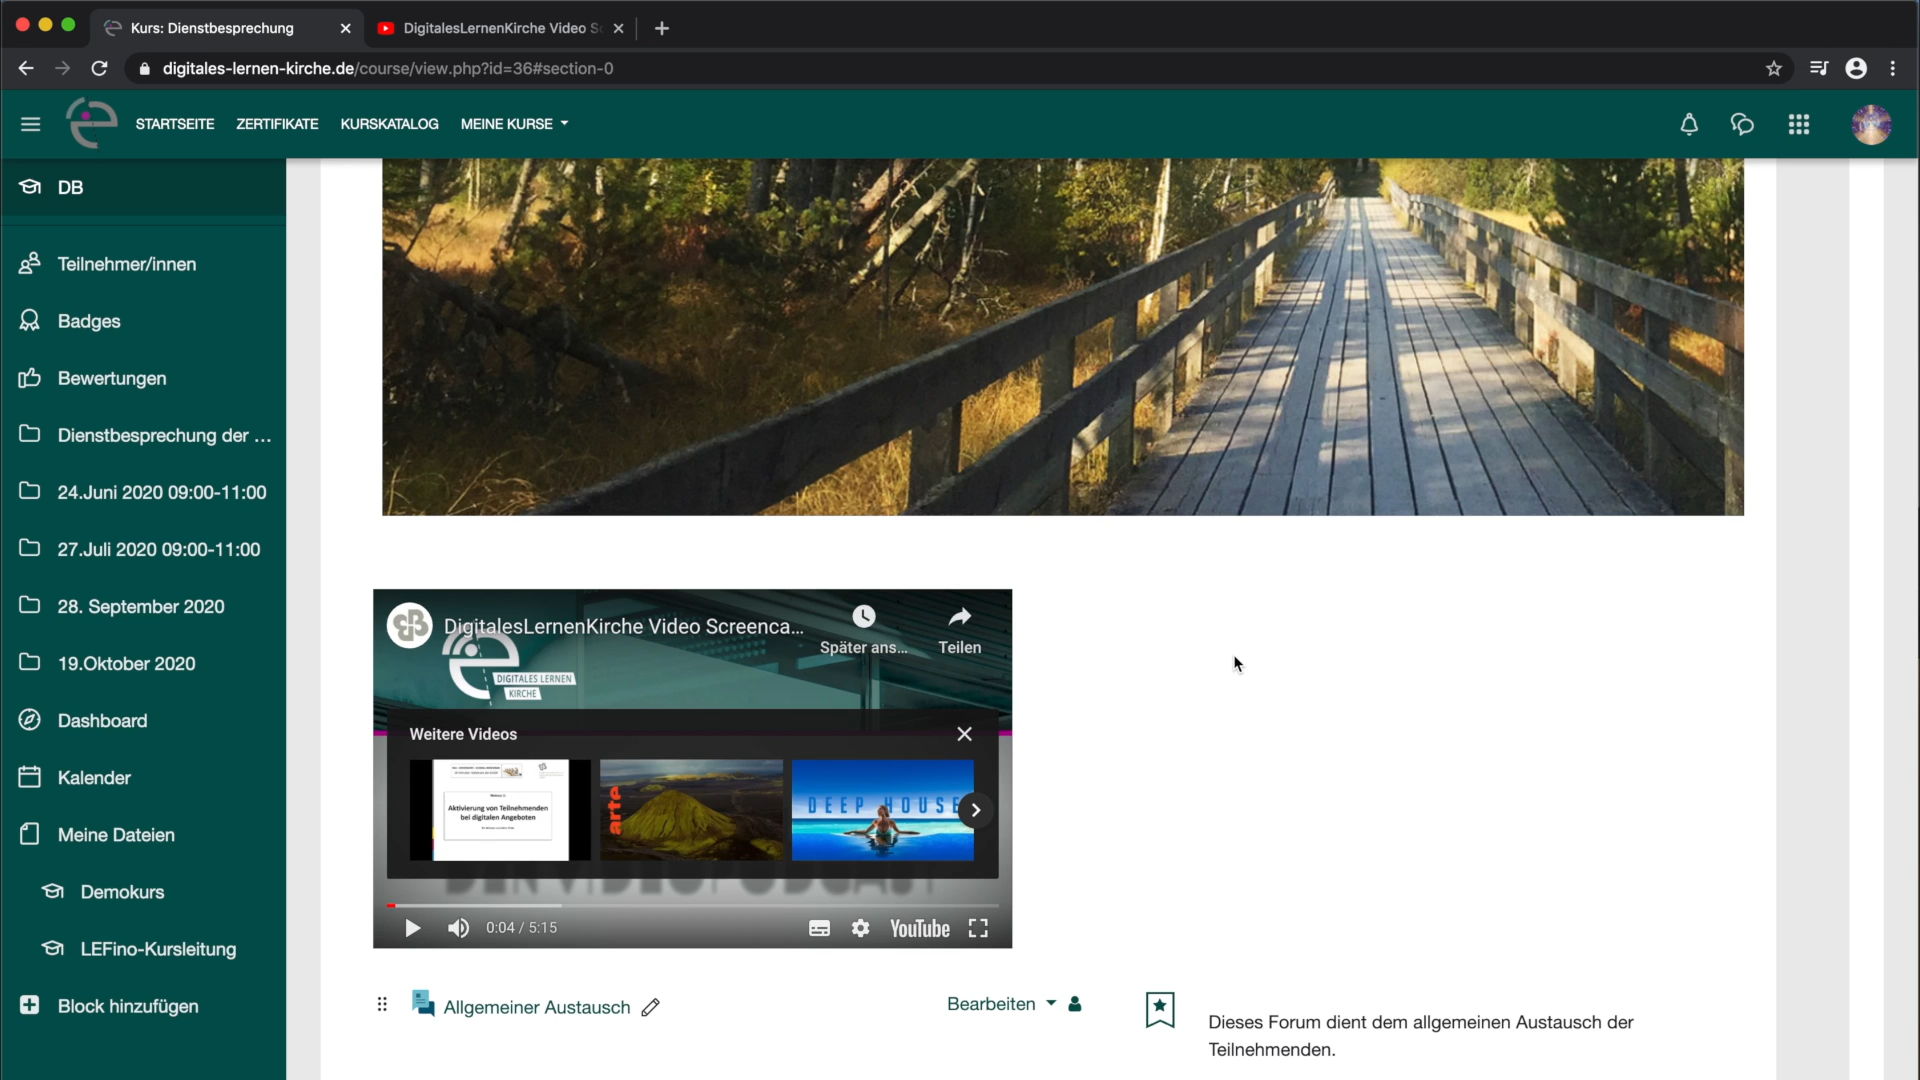 Kurs: Dienstbesprechung
DigitalesLernenKirche Video
digitales-lernen-kirche.de/course/view.php?id=36#section-0
STARTSEITE ZERTIFIKATE KURSKATALOG MEINE KURSE
DB
Teilnehmer/innen
Badges
Bewertungen
Dienstbesprechung der ...
24.Juni 2020 09:00-11:00
27.Juli 2020 09:00-11:00
28. September 2020
19.Oktober 2020
Dashboard
Kalender
Meine Dateien
Demokurs
LEFino-Kursleitung
Block hinzufügen
DigitalesLernenKirche Video Screenca...
Später ans...
Teilen
DIGITALES LERNEN
KIRCHE
Weitere Videos
Aktivierung von Teilnehmenden
bei digitalen Angeboten
arte
DEEP HOUSE
0:04 / 5:15
YouTube
Allgemeiner Austausch
Bearbeiten
Dieses Forum dient dem allgemeinen Austausch der
Teilnehmenden.